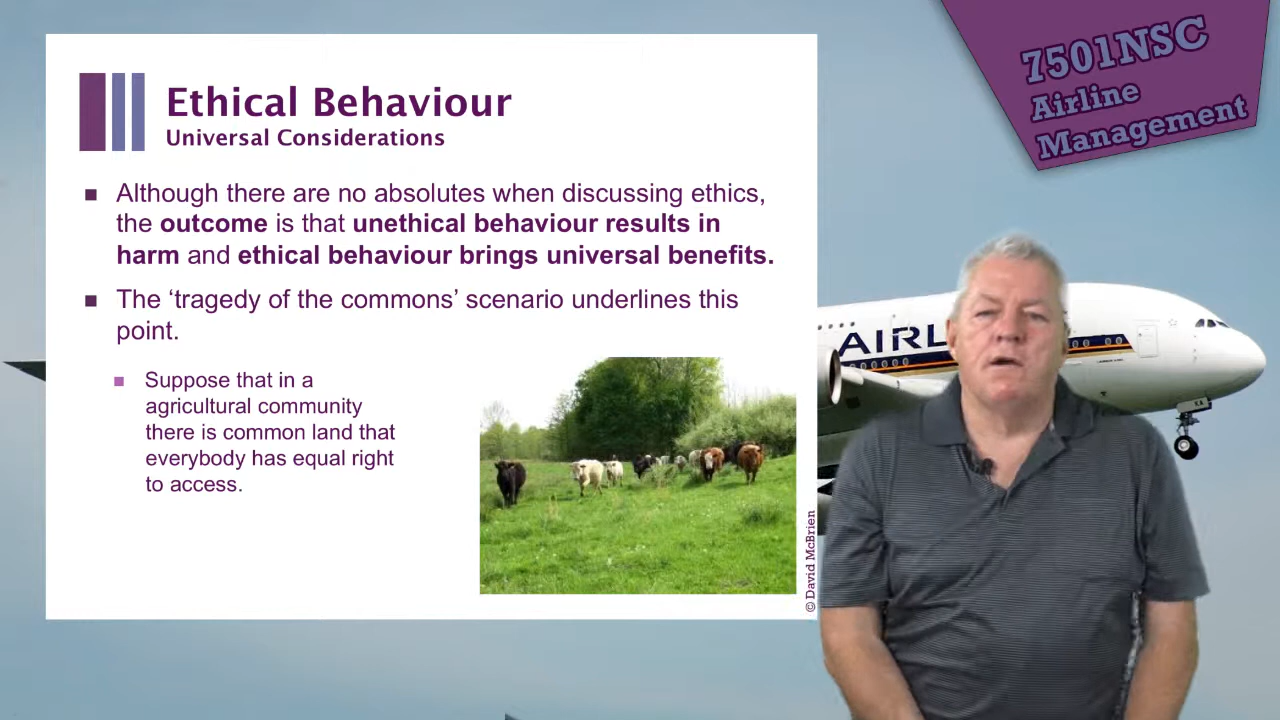 7501NSC
Airline
Management
Ethical Behaviour
Universal Considerations
Although there are no absolutes when discussing ethics,
the outcome is that unethical behaviour results in
harm and ethical behaviour brings universal benefits.
The ‘tragedy of the commons’ scenario underlines this
point.
Suppose that in a
agricultural community
there is common land that
everybody has equal right
to access.
©David McBrien
AIRL